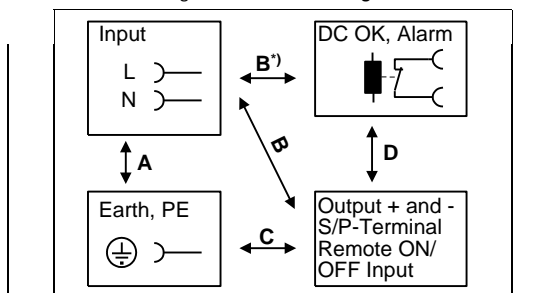 Input
L
N
B*)
DC OK, Alarm
A
B
D
Earth, PE
C
Output + and -
S/P-Terminal
Remote ON/
OFF Input